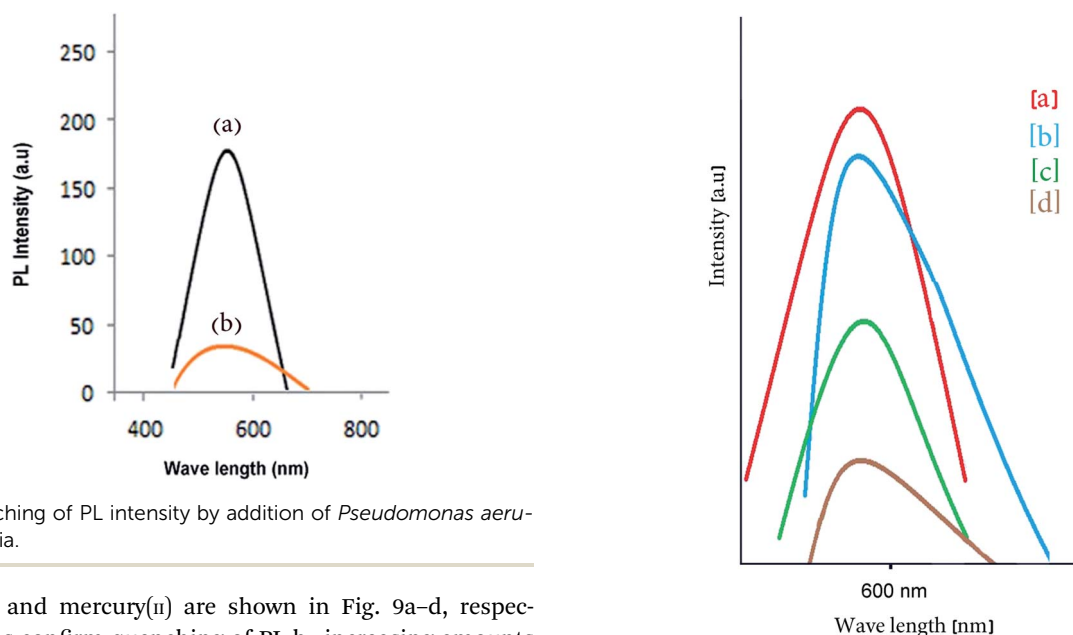 250
200
150
100
50
0
400 600 800
PL Intensity (a.u)
(a)
(b)
Wave length (nm)
ching of PL intensity by addition of Pseudomonas aeru-
ia.
and mercury(II) are shown in Fig. 9a–d, respec-
[a]
[b]
[c]
[d]
Intensity [a.u]
600 nm
Wave length [nm]